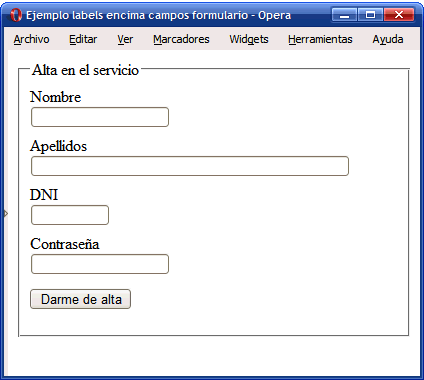 Ejemplo labels encima campos formulario - Opera
Archivo Editar Ver Marcadores Widgets Herramientas Ayuda
Alta en el servicio
Nombre
Apellidos
DNI
Contraseña
Darme de alta